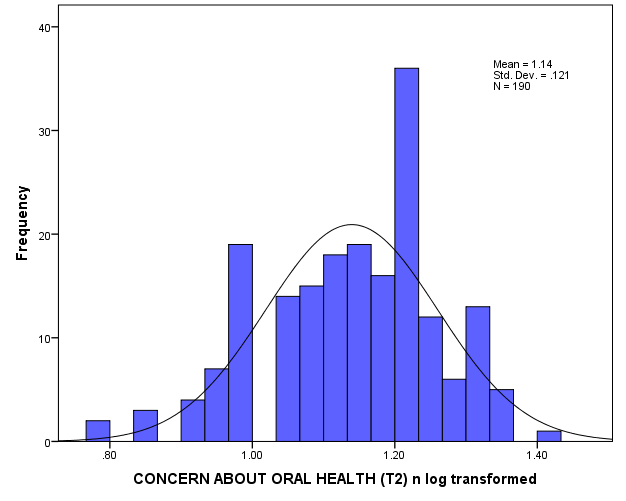 Mean = 1.14
Std. Dev. = .121
N = 190
40
30
20
10
0
Frequency
.80
1.00
1.20
1.40
CONCERN ABOUT ORAL HEALTH (T2) n log transformed